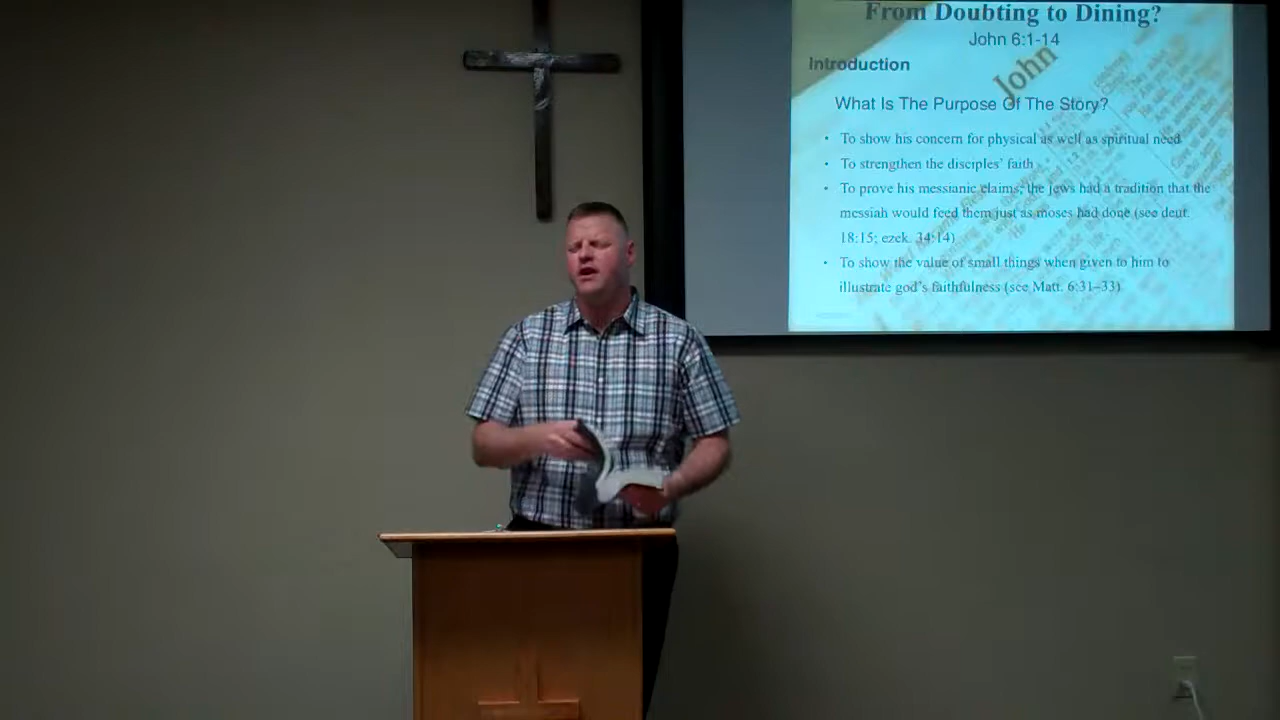 From Doubting to Dining?
John 6:1-14
Introduction
John
What Is The Purpose Of The Story?
• To show his concern for physical as well as spiritual need
• To strengthen the disciples' faith
• To prove his messianic claims; the jews had a tradition that the
messiah would feed them just as moses had done (see deut.
18:15; ezek. 34:14)
• To show the value of small things when given to him to
illustrate god's faithfulness (see Matt. 6:31–33)